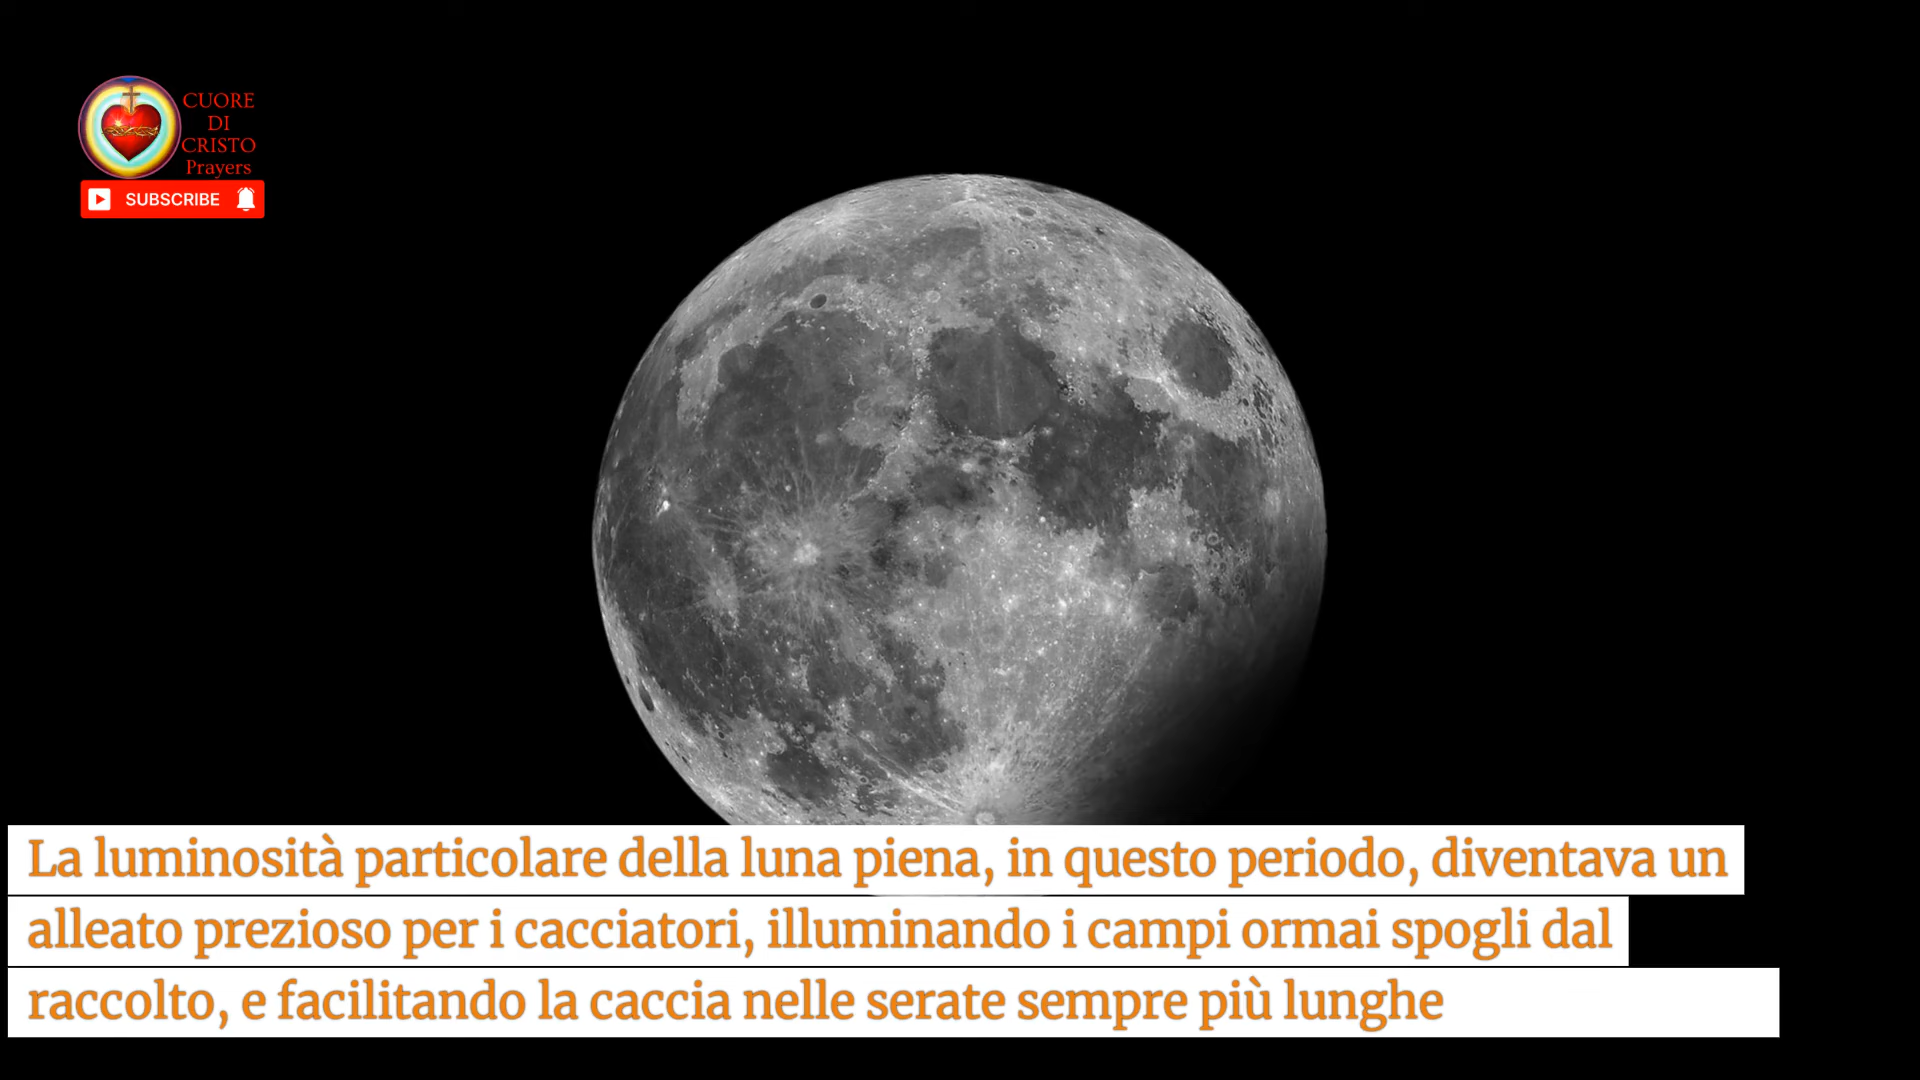 CUORE
DI
CRISTO
Prayers
SUBSCRIBE
La luminosità particolare della luna piena, in questo periodo, diventava un
alleato prezioso per i cacciatori, illuminando i campi ormai spogli dal
raccolto, e facilitando la caccia nelle serate sempre più lunghe